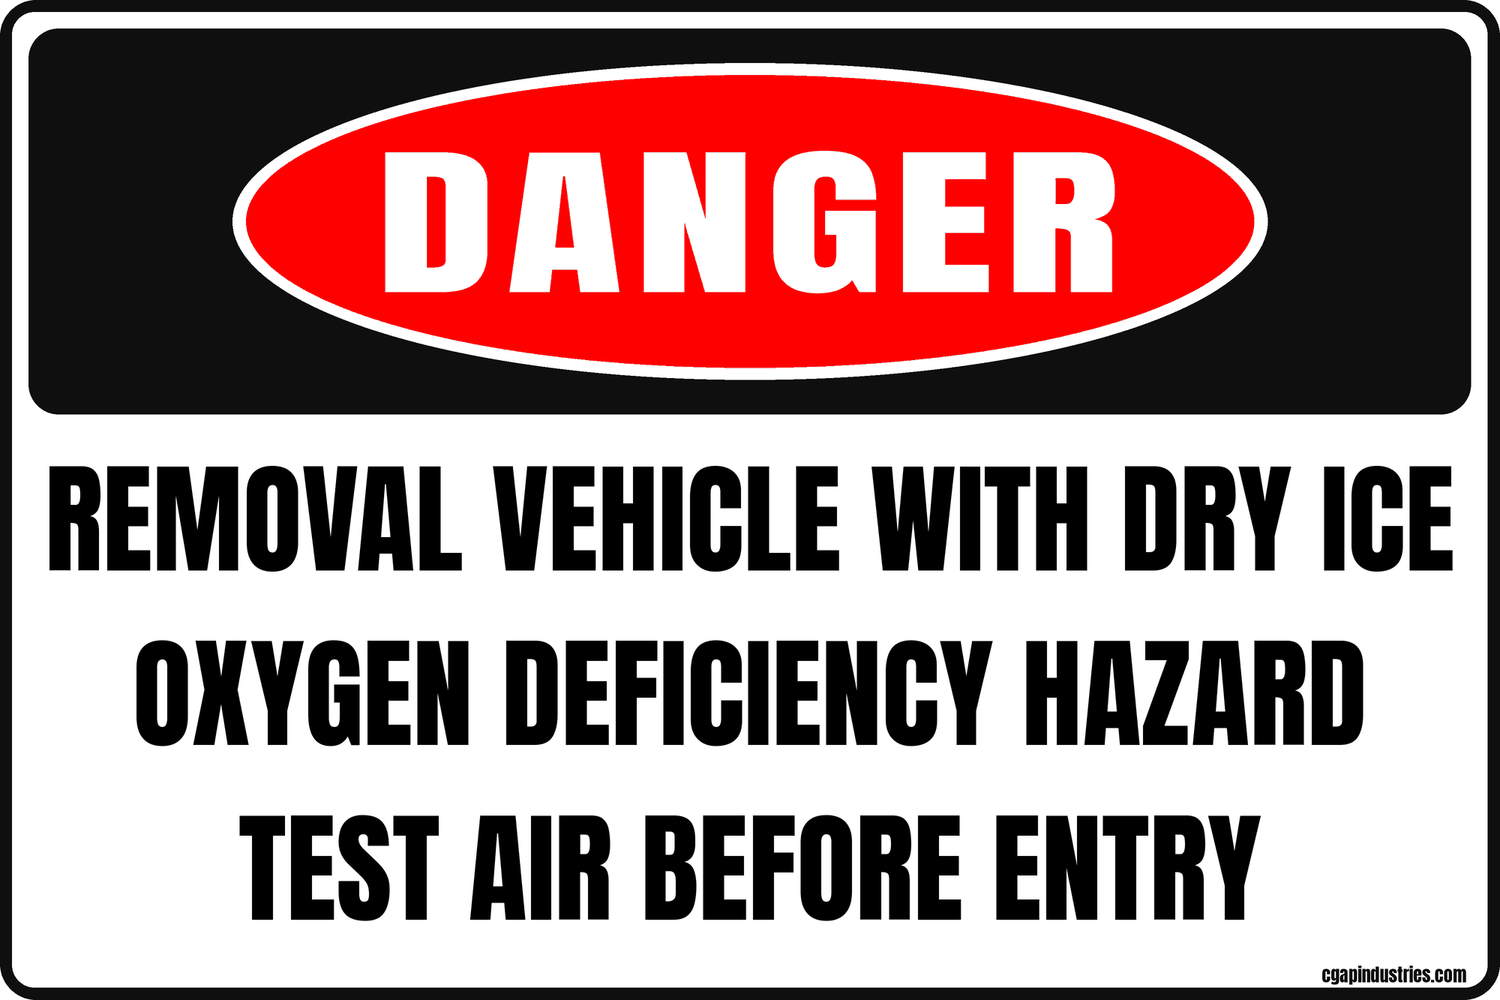 DANGER
REMOVAL VEHICLE WITH DRY ICE
OXYGEN DEFICIENCY HAZARD
TEST AIR BEFORE ENTRY
cgapindustries.com